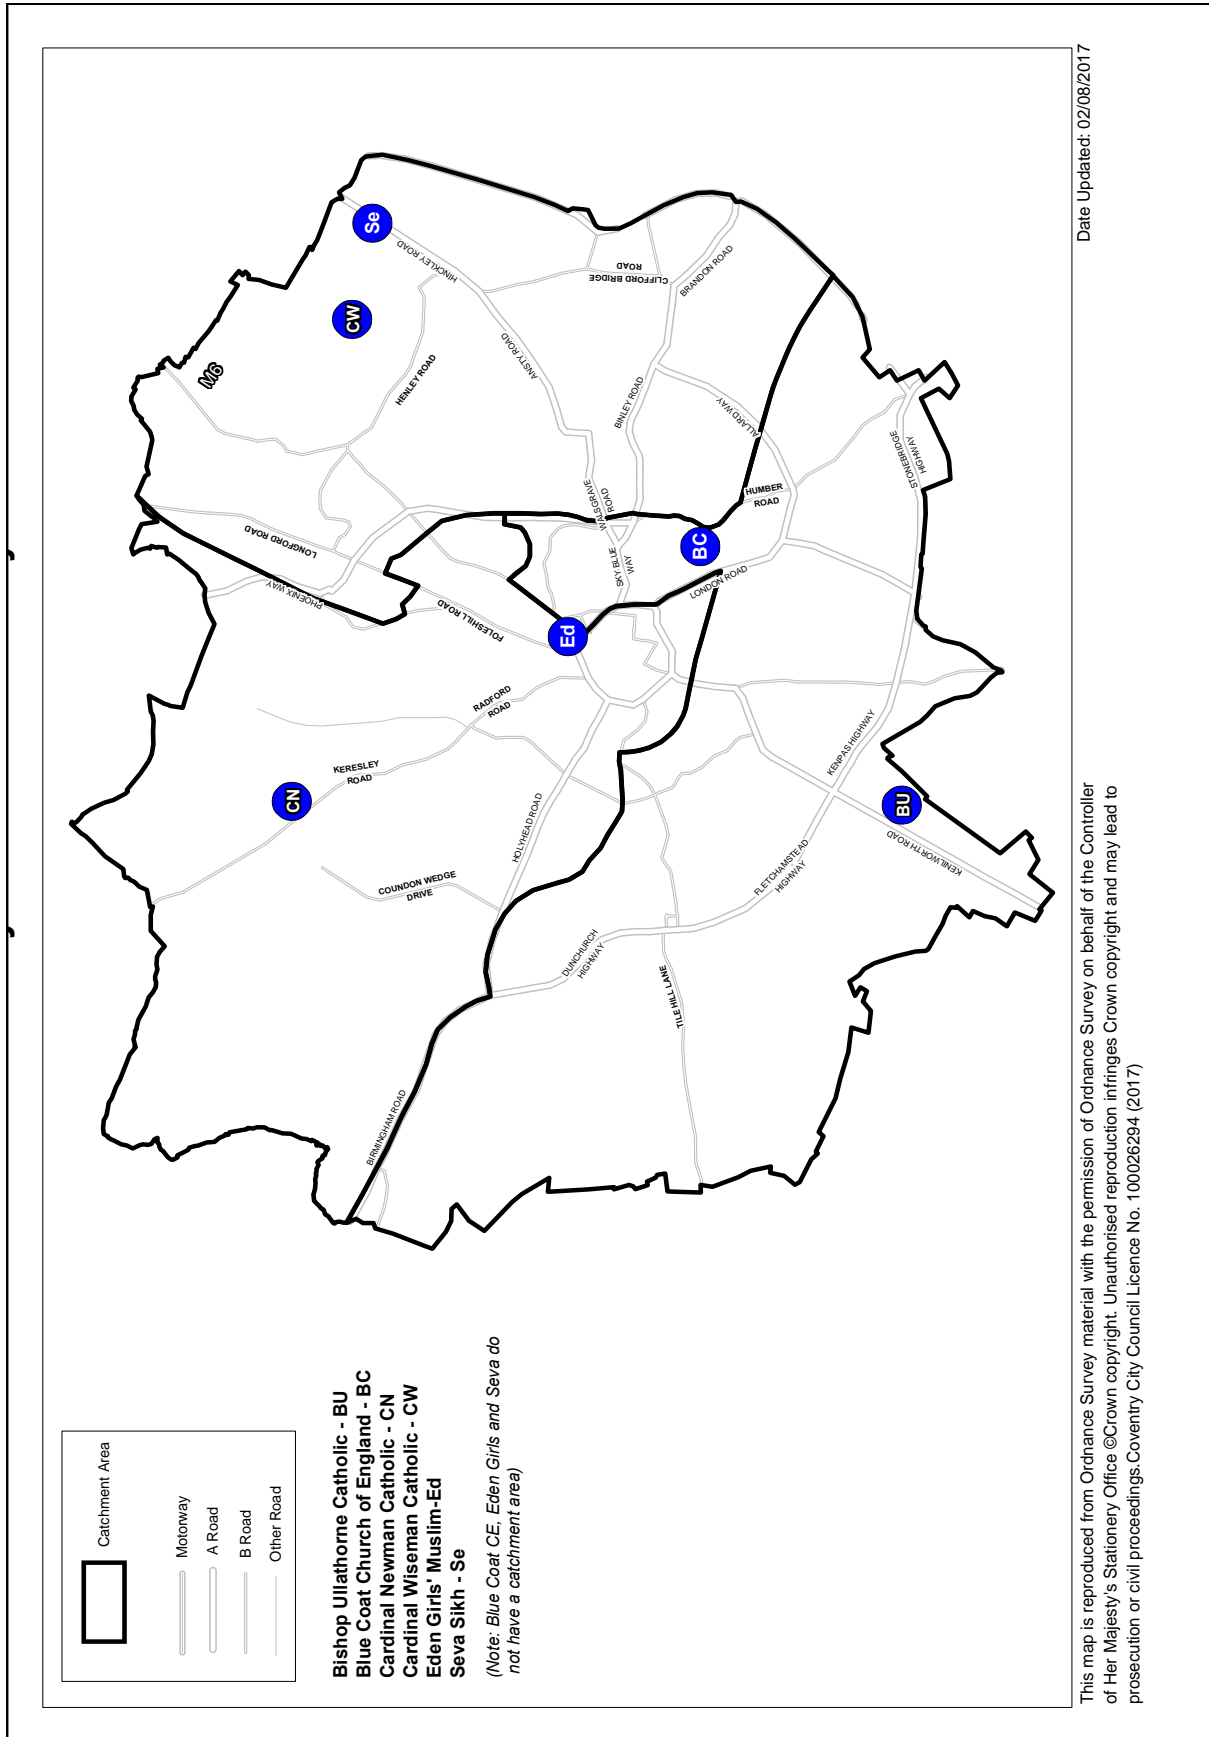 Catchment Area
Motorway
A Road
B Road
Other Road
Bishop Ullathorne Catholic - BU
Blue Coat Church of England - BC
Cardinal Newman Catholic - CN
Cardinal Wiseman Catholic - CW
Eden Girls' Muslim-Ed
Seva Sikh - Se
(Note: Blue Coat CE, Eden Girls and Seva do
not have a catchment area)
M6
Se
CW
HINCKLEY ROAD
HENLEY ROAD
ANSTY ROAD
CLIFFORD BRIDGE
ROAD
BRANDON ROAD
BINLEY ROAD
ALLARD WAY
WALSGRAVE
ROAD
LONGFORD ROAD
PHOENIX WAY
FOLESHILL ROAD
SKY BLUE
WAY
HUMBER
ROAD
STONEBRIDGE
HIGHWAY
BC
LONDON ROAD
Ed
RADFORD
ROAD
KERESLEY
ROAD
CN
HOLYHEAD ROAD
COUNDON WEDGE
DRIVE
KENPAS HIGHWAY
BU
KENILWORTH ROAD
FLETCHAMSTEAD
HIGHWAY
DUNCHURCH
HIGHWAY
TILE HILL LANE
BIRMINGHAM ROAD
This map is reproduced from Ordnance Survey material with the permission of Ordnance Survey on behalf of the Controller
of Her Majesty's Stationery Office ©Crown copyright. Unauthorised reproduction infringes Crown copyright and may lead to
prosecution or civil proceedings.Coventry City Council Licence No. 100026294 (2017)
Date Updated: 02/08/2017